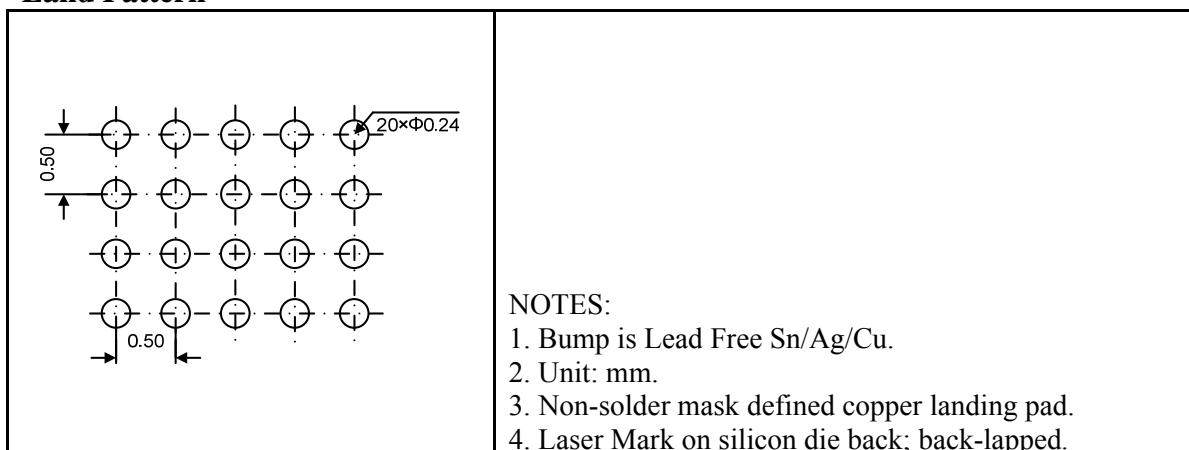 Land Pattern
20×Φ0.24
0.50
0.50
NOTES:
1. Bump is Lead Free Sn/Ag/Cu.
2. Unit: mm.
3. Non-solder mask defined copper landing pad.
4. Laser Mark on silicon die back; back-lapped.